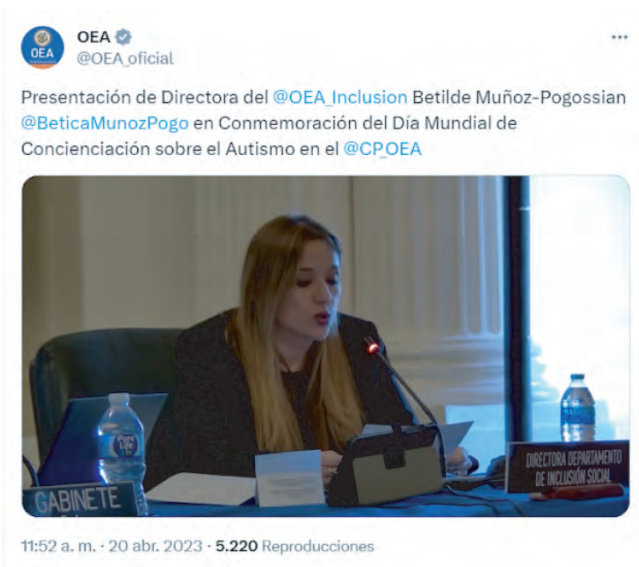 OEA
@OEA_oficial
OEA
Presentación de Directora del @OEA_Inclusion Betilde Muñoz-Pogossian
@BeticaMunozPogo en Conmemoración del Día Mundial de
Concienciación sobre el Autismo en el @CP_OEA
GABINETE
DIRECTORA DEPARTAMENTO
DE INCLUSIÓN SOCIAL
11:52 a. m. · 20 abr. 2023 · 5.220 Reproducciones